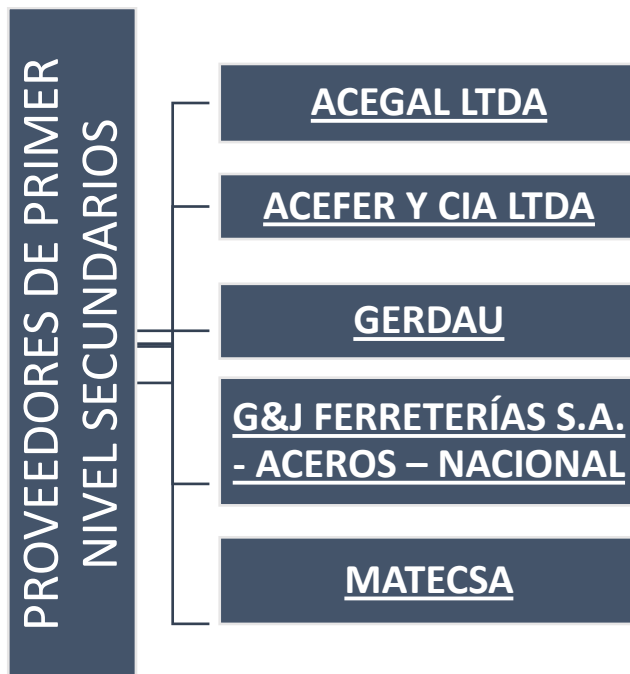 PROVEEDORES DE PRIMER
NIVEL SECUNDARIOS
ACEGAL LTDA
ACEFER Y CIA LTDA
GERDAU
G&J FERRETERÍAS S.A.
- ACEROS – NACIONAL
MATECSA